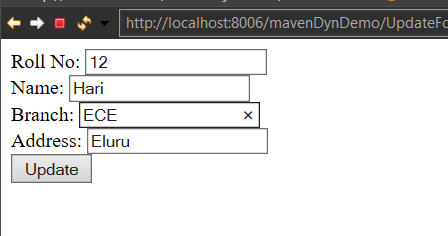 http://localhost:8006/mavenDynDemo/UpdateFo
Roll No: 12
Name: Hari
Branch: ECE ×
Address: Eluru
Update